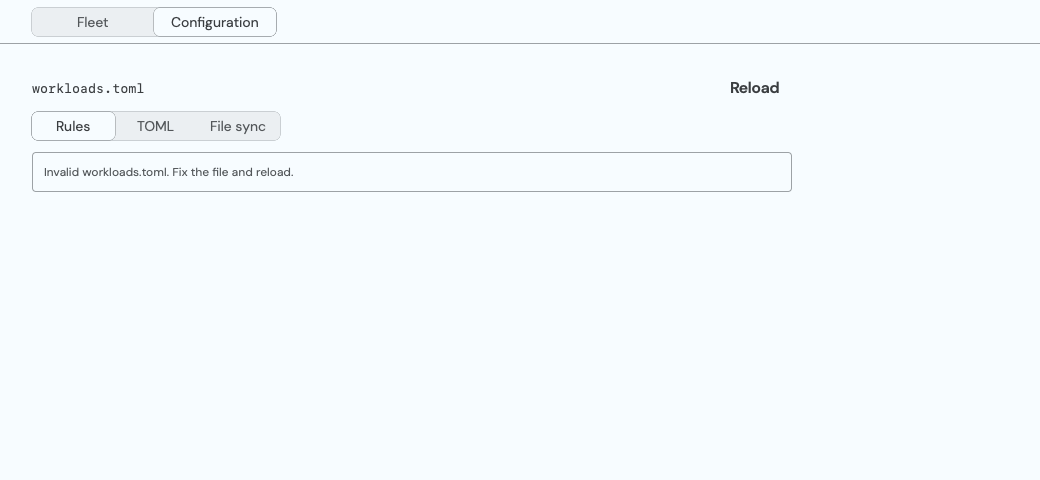 Fleet Configuration
workloads.toml Reload
Rules TOML File sync
Invalid workloads.toml. Fix the file and reload.